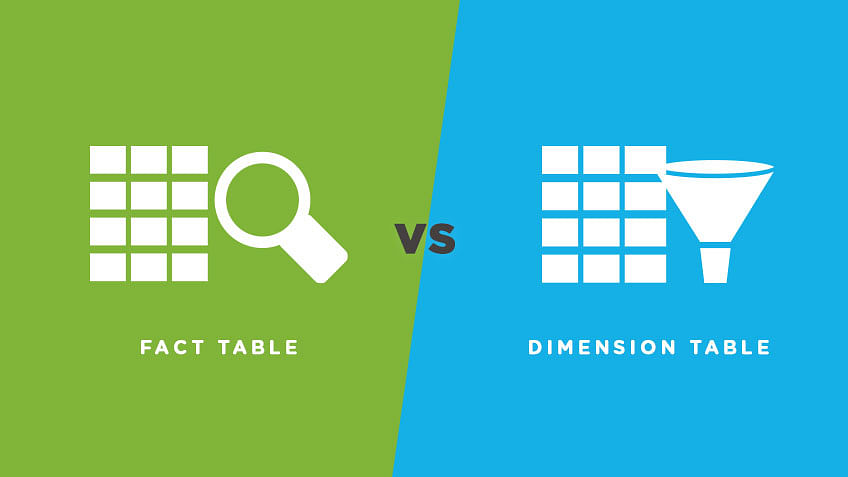 FACT TABLE
VS
DIMENSION TABLE